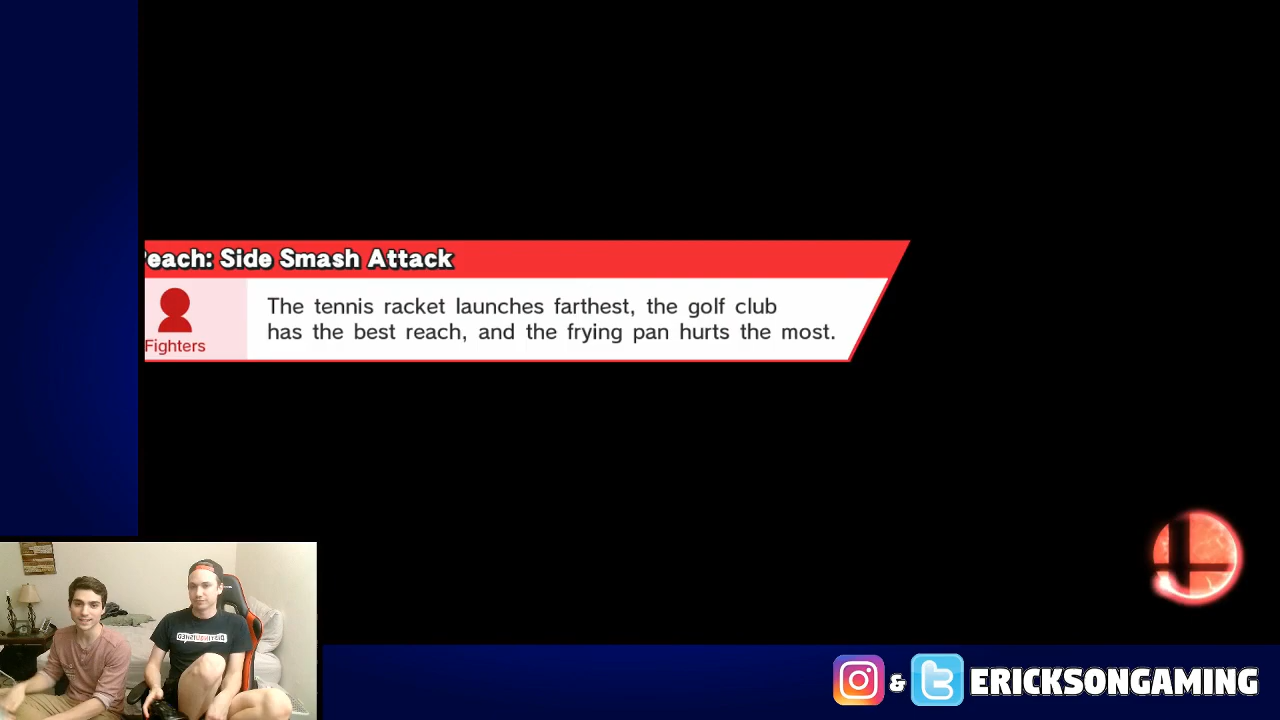 Peach: Side Smash Attack
Fighters
The tennis racket launches farthest, the golf club
has the best reach, and the frying pan hurts the most.
& ERICKSONGAMING